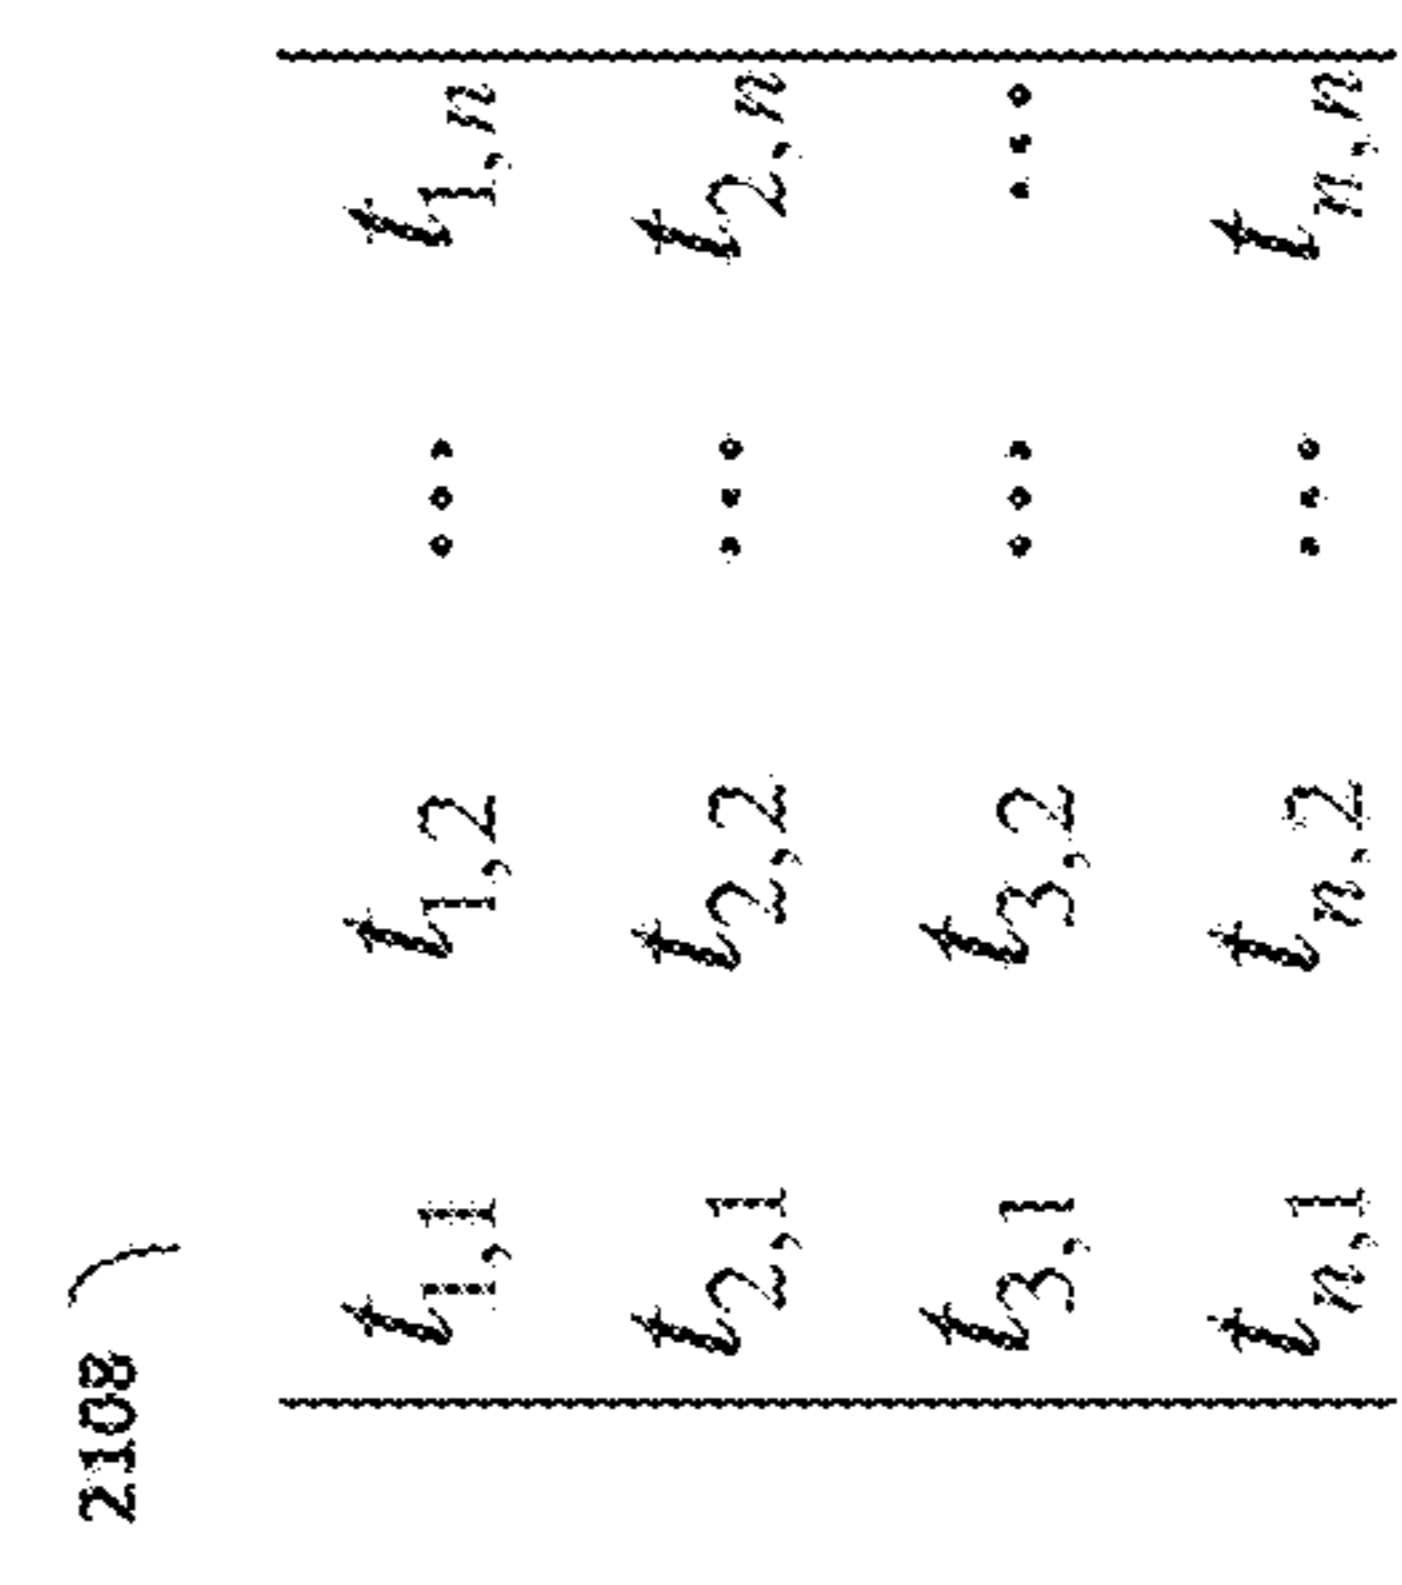 2108
t1,1 t1,2 ... t1,n
t2,1 t2,2 ... t2,n
t3,1 t3,2 ... ...
tn,1 tn,2 ... tn,n